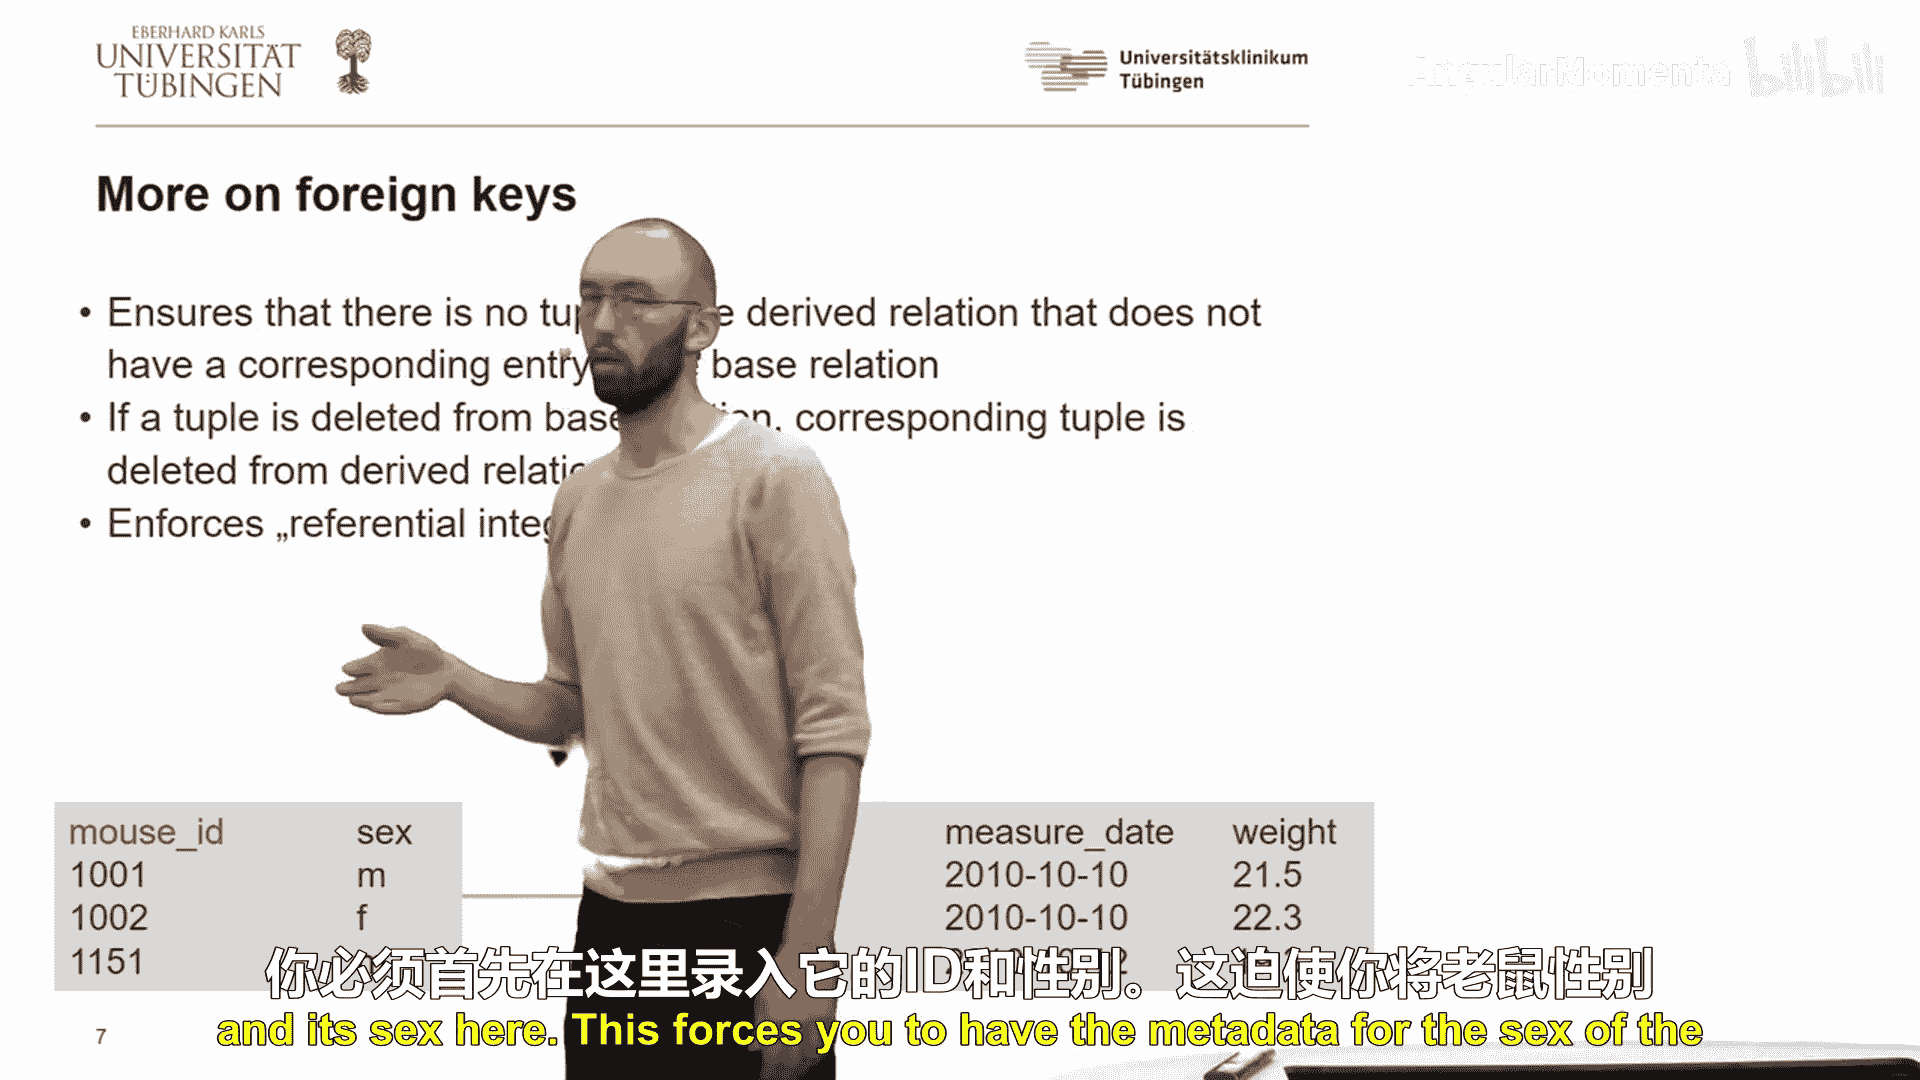 EBERHARD KARLS
UNIVERSITÄT
TÜBINGEN
Universitätsklinikum
Tübingen
AngularMomenta bilibili
More on foreign keys
• Ensures that there is no derived relation that does not
have a corresponding entry base relation
• If a tuple is deleted from corresponding tuple is
deleted from derived
• Enforces „referential
mouse_id sex measure_date weight
1001 m 2010-10-10 21.5
1002 f 2010-10-10 22.3
1151
你必须首先在这里录入它的ID和性别。这迫使你将老鼠性别
and its sex here. This forces you to have the metadata for the sex of the
7